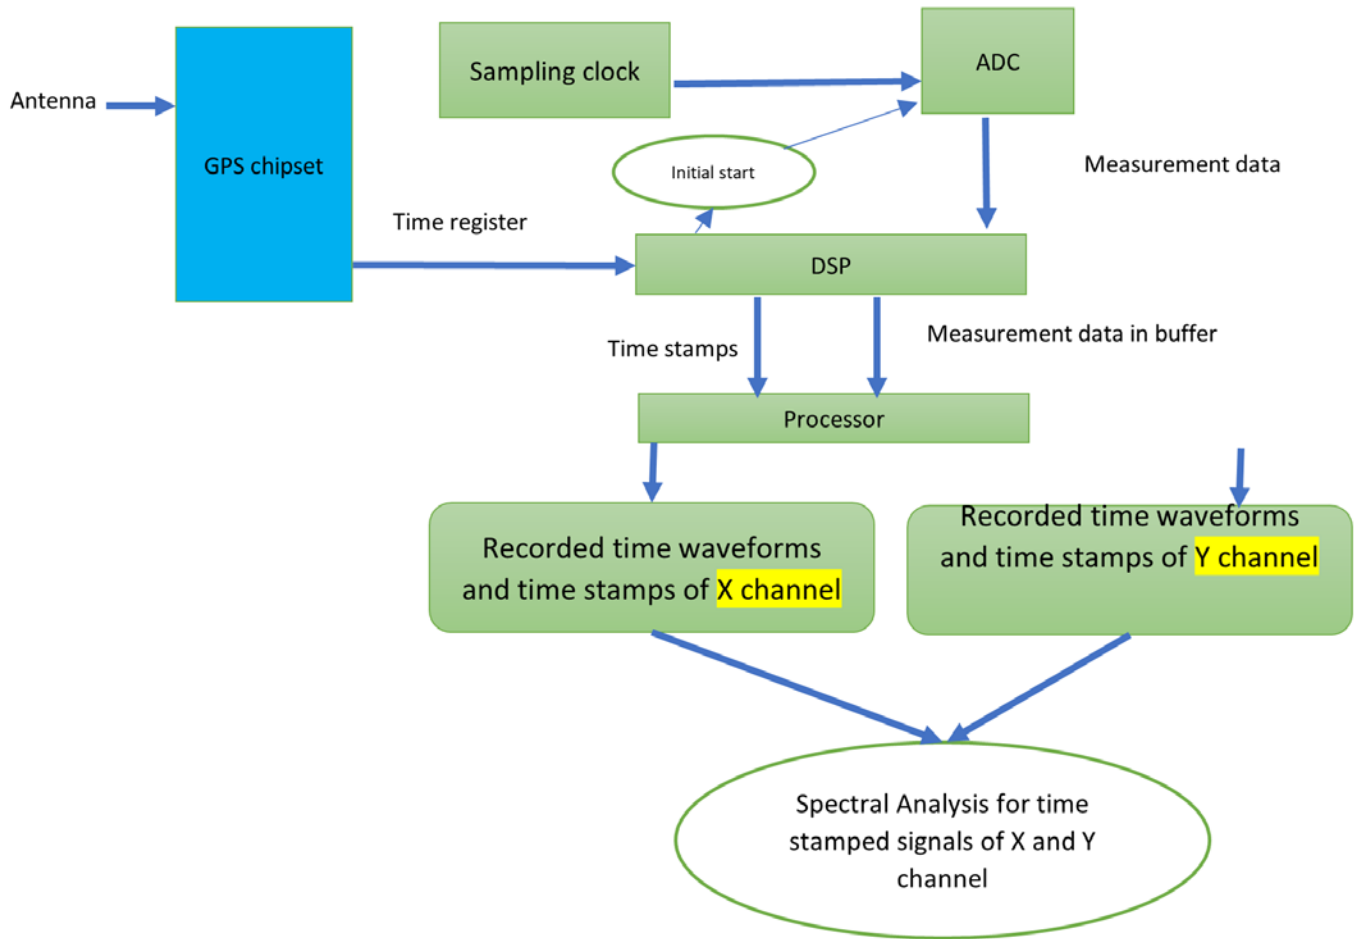 Sampling clock
ADC
Antenna
GPS chipset
Initial start
Measurement data
Time register
DSP
Time stamps
Measurement data in buffer
Processor
Recorded time waveforms
and time stamps of X channel
Recorded time waveforms
and time stamps of Y channel
Spectral Analysis for time
stamped signals of X and Y
channel